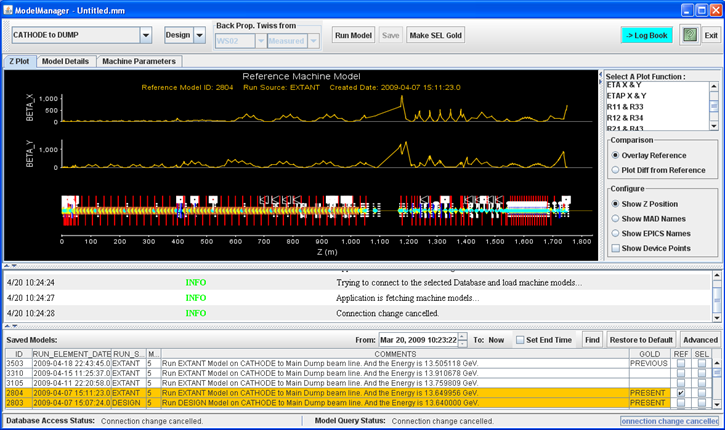 ModelManager - Untitled.mm
Back Prop. Twiss from
CATHODE to DUMP Design WS02 Measured Run Model Save Make SEL Gold -> Log Book Exit
Z Plot Model Details Machine Parameters
Reference Machine Model
Reference Model ID: 2804 Run Source: EXTANT Created Date: 2009-04-07 15:11:23.0
BETA_X
1,000
0
BETA_Y
1,000
0
0 100 200 300 400 500 600 700 800 900 1,000 1,100 1,200 1,300 1,400 1,500 1,600 1,700 1,800
Z (m)
Select A Plot Function :
ETA X & Y
ETAP X & Y
R11 & R33
R12 & R34
R21 & R43
Comparison
Overlay Reference
Plot Diff from Reference
Configure
Show Z Position
Show MAD Names
Show EPICS Names
Show Device Points
4/20 10:24:24 INFO Trying to connect to the selected Database and load machine models...
4/20 10:24:27 INFO Application is fetching machine models...
4/20 10:24:28 INFO Connection change cancelled.
Saved Models: From: Mar 20, 2009 10:23:22 To: Now Set End Time Find Restore to Default Advanced
ID RUN_ELEMENT_DATE RUN_S... M... COMMENTS GOLD REF SEL
3503 2009-04-18 22:43:45.0 EXTANT 5 Run EXTANT Model on CATHODE to Main Dump beam line. And the Energy is 13.505118 GeV. PREVIOUS
3310 2009-04-15 11:25:37.0 EXTANT 5 Run EXTANT Model on CATHODE to Main Dump beam line. And the Energy is 13.910678 GeV.
3105 2009-04-11 22:20:58.0 EXTANT 5 Run EXTANT Model on CATHODE to Main Dump beam line. And the Energy is 13.759809 GeV.
2804 2009-04-07 15:11:23.0 EXTANT 5 Run EXTANT Model on CATHODE to Main Dump beam line. And the Energy is 13.649956 GeV. PRESENT
2803 2009-04-07 15:07:24.0 DESIGN 5 Run DESIGN Model on CATHODE to Main Dump beam line. And the Energy is 13.640000 GeV. PRESENT
Database Access Status: Connection change cancelled. Model Query Status: Connection change cancelled. onnection change cancelled